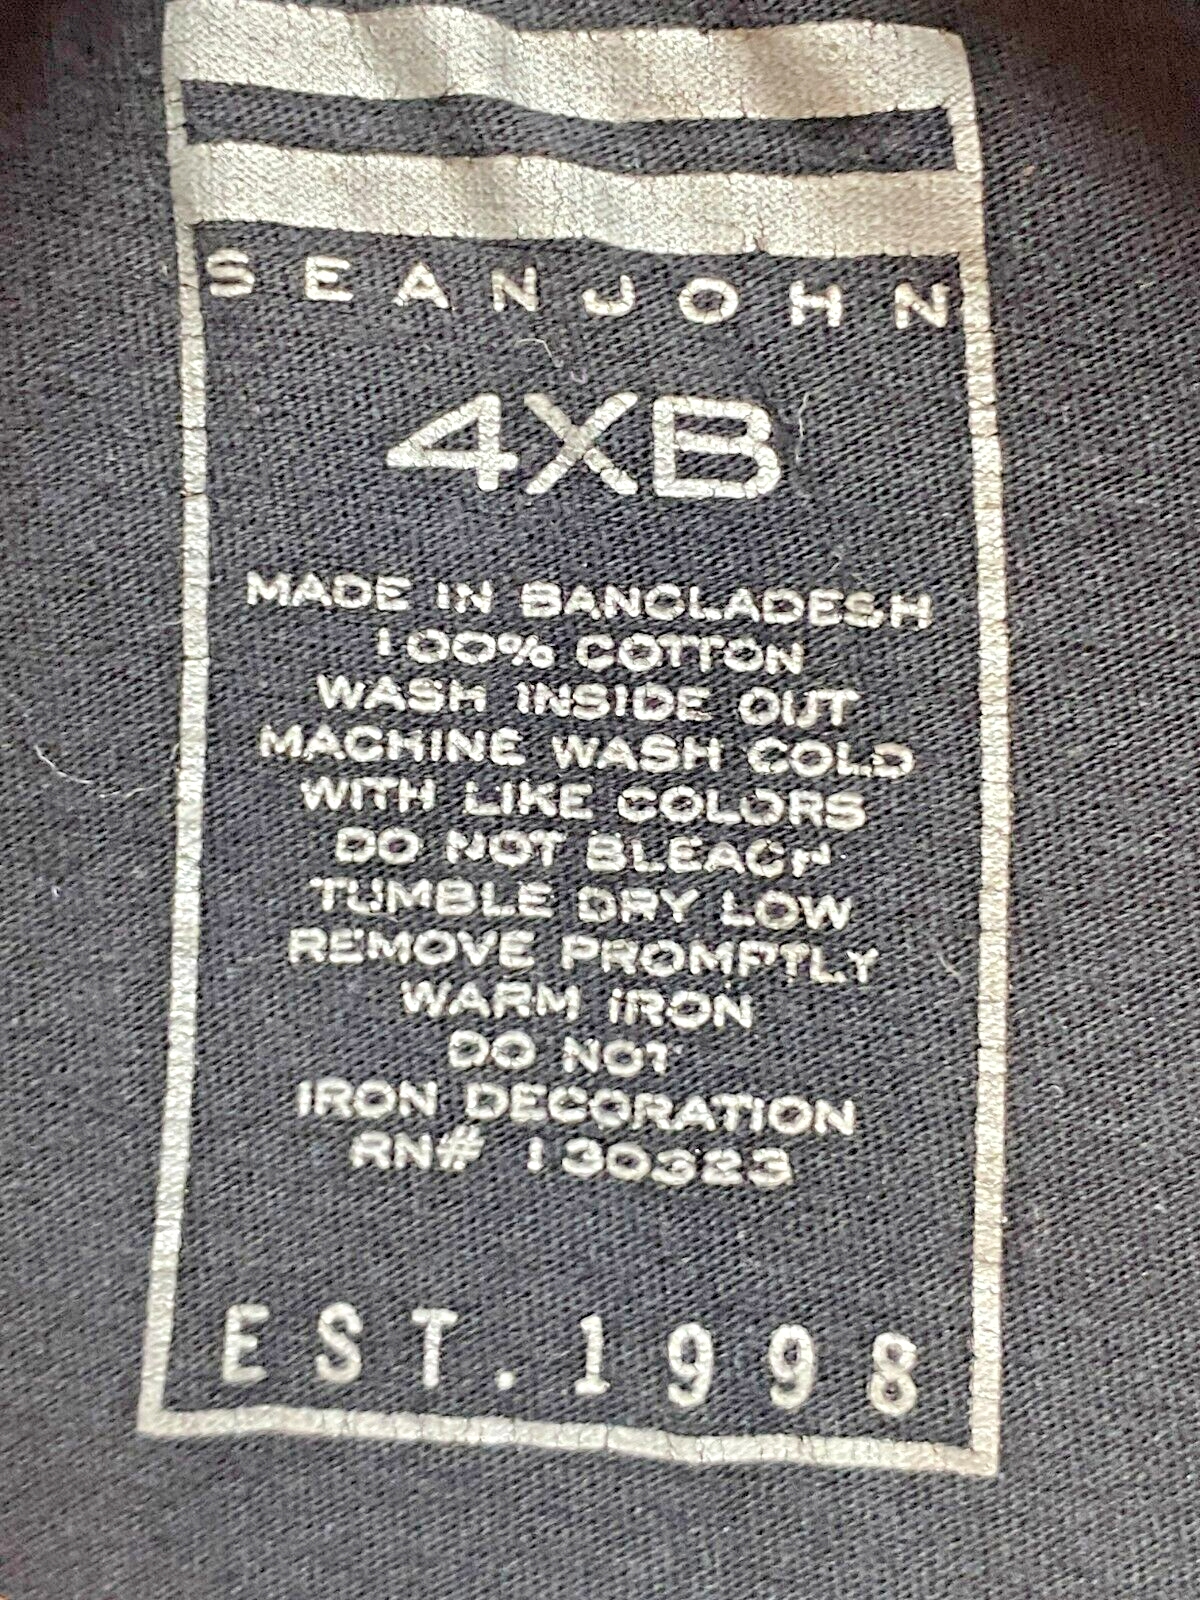 SEANJOHN
4XB
MADE IN BANGLADESH
100% COTTON
WASH INSIDE OUT
MACHINE WASH COLD
WITH LIKE COLORS
DO NOT BLEACH
TUMBLE DRY LOW
REMOVE PROMPTLY
WARM IRON
DO NOT
IRON DECORATION
RN# 130323
EST.1998